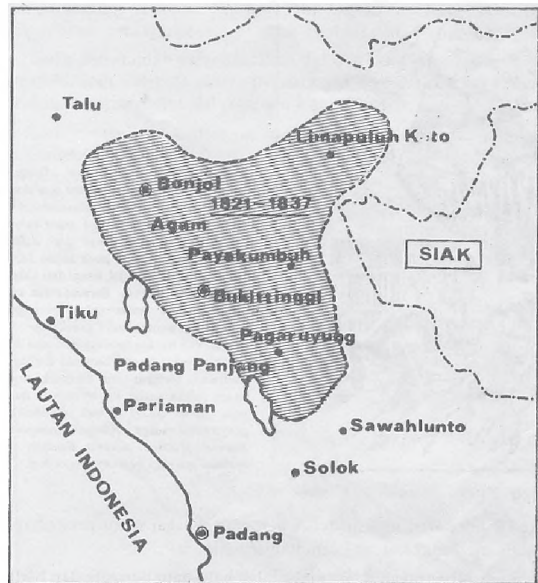 Talu
Limapuluh K to
Bonjol
1821–1837
Agam
SIAK
Payakumbuh
Bukittinggi
Tiku
Pagaruyung
Padang Panjang
LAUTAN INDONESIA
Pariaman
Sawahlunto
Solok
Padang